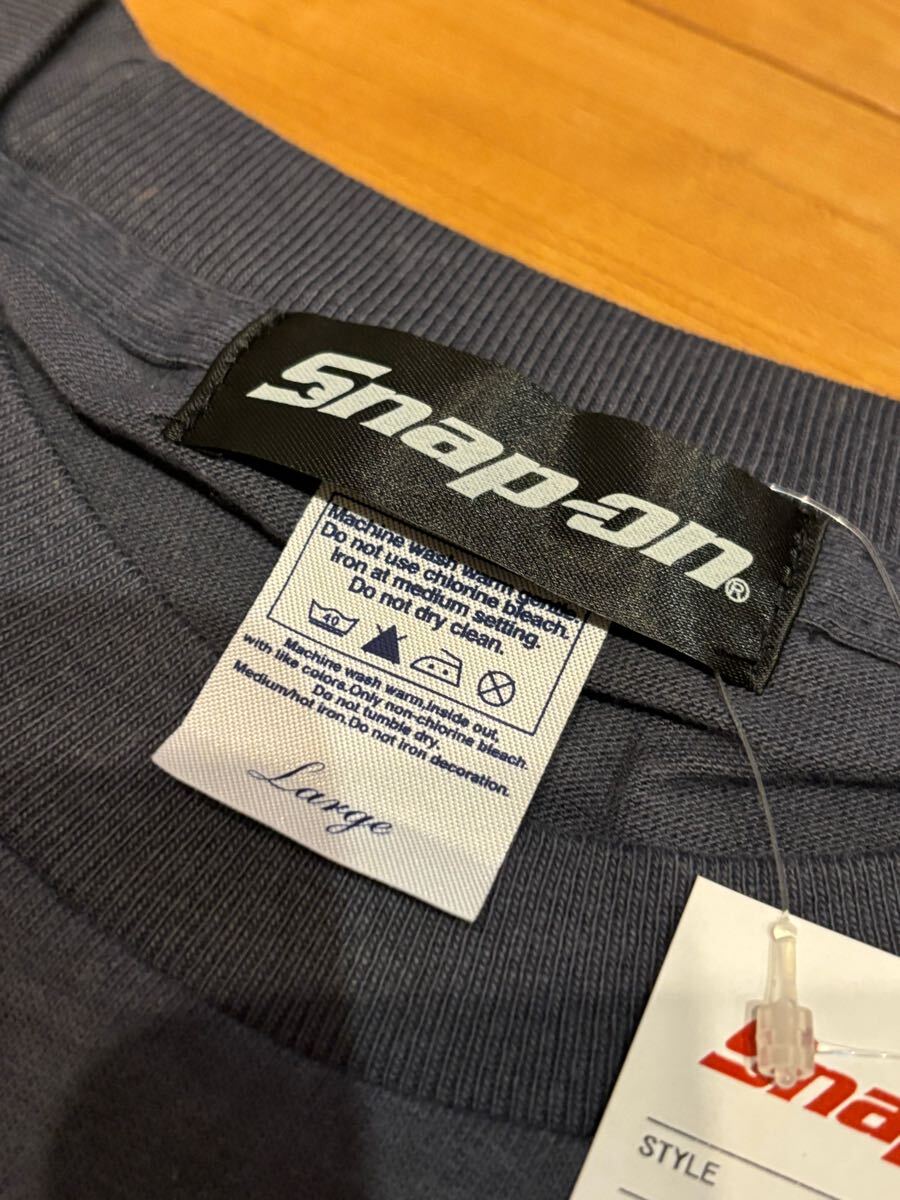 Snap-on®
Machine wash warm gentle.
Do not use chlorine bleach.
Iron at medium setting.
Do not dry clean.
40
Machine wash warm,inside out,
with like colors.Only non-chlorine bleach.
Do not tumble dry.
Medium/hot iron.Do not iron decoration.
Large
Sna
STYLE